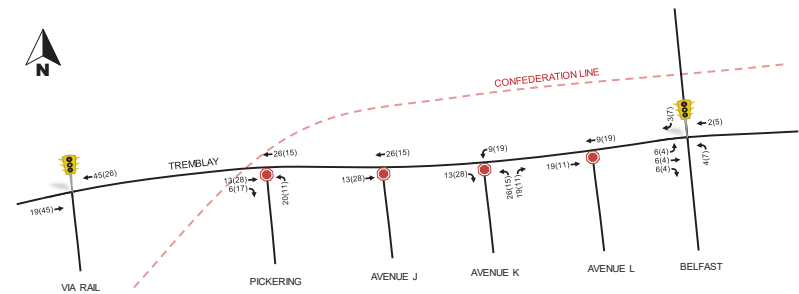 CONFEDERATION LINE
3(7)
2(5)
9(19)
9(19)
26(15)
26(15)
TREMBLAY
45(26)
6(4)
6(4)
6(4)
4(7)
19(11)
13(28)
26(15)
19(11)
13(28)
13(28)
6(17)
20(11)
19(45)
N
VIA RAIL
PICKERING
AVENUE J
AVENUE K
AVENUE L
BELFAST